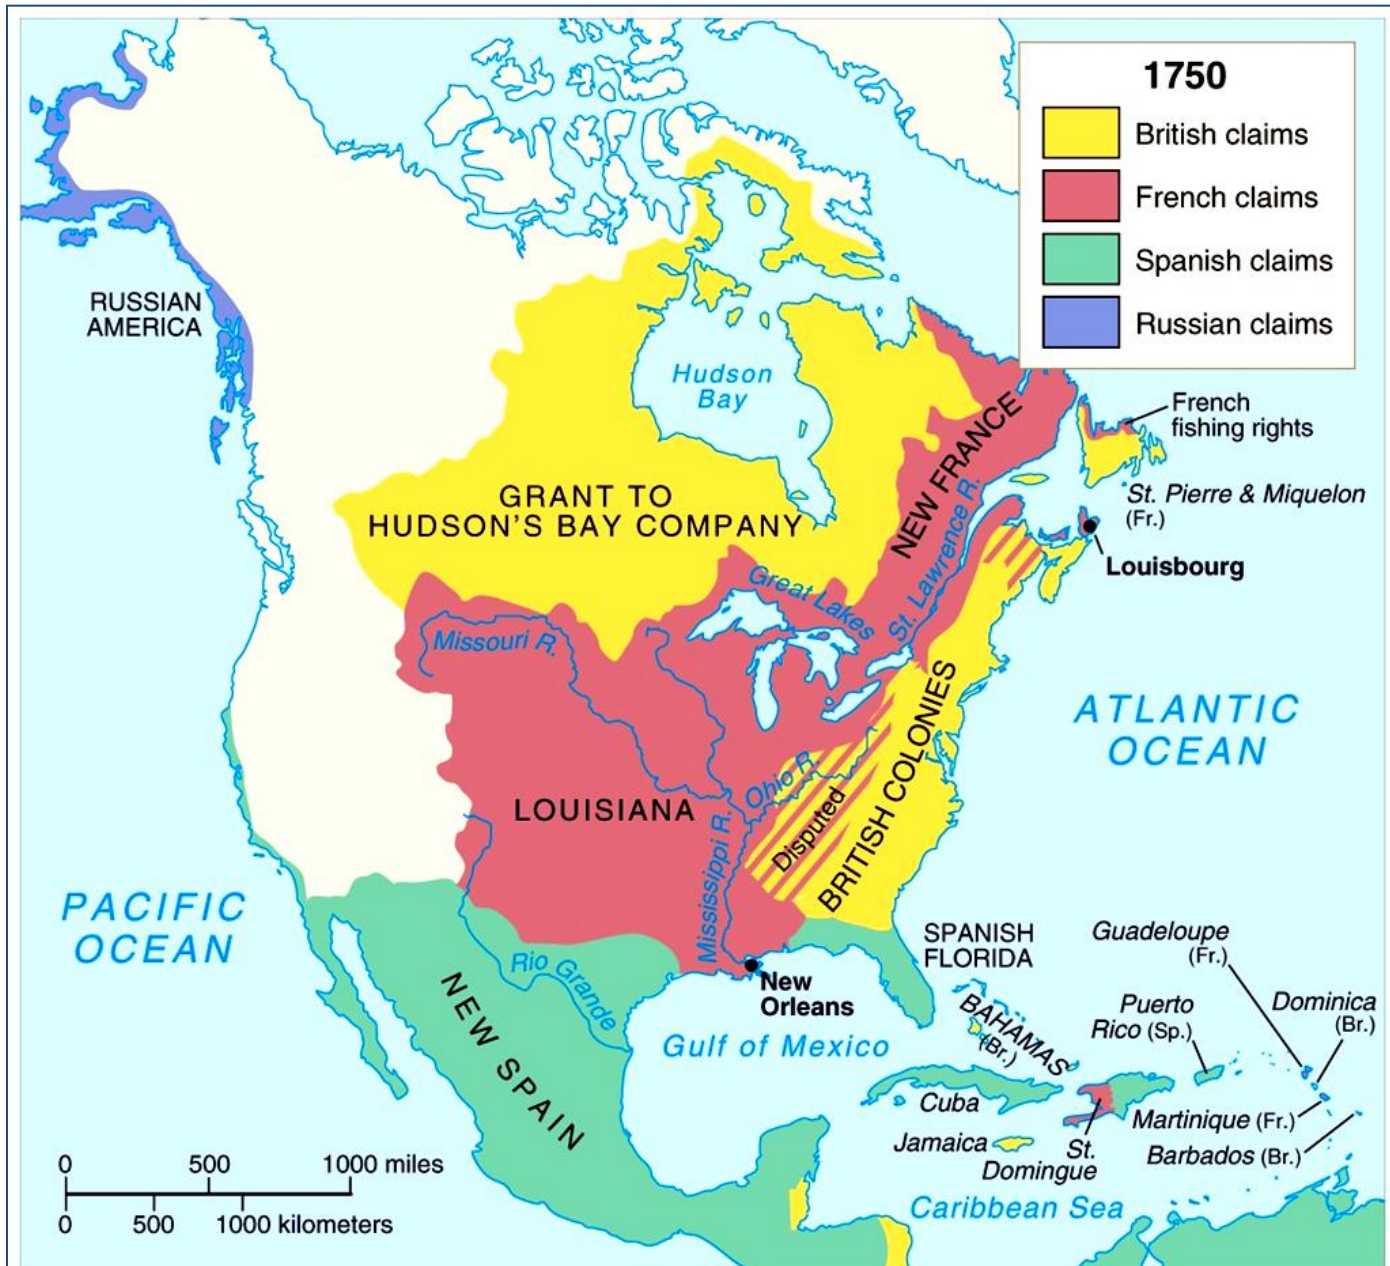 1750
British claims
French claims
Spanish claims
Russian claims
RUSSIAN
AMERICA
Hudson
Bay
French
fishing rights
NEW FRANCE
St. Pierre & Miquelon
(Fr.)
GRANT TO
HUDSON'S BAY COMPANY
Louisbourg
St. Lawrence R.
Great Lakes
Missouri R.
ATLANTIC
OCEAN
BRITISH COLONIES
Ohio R.
Disputed
LOUISIANA
Mississippi R.
PACIFIC
OCEAN
SPANISH
FLORIDA
Guadeloupe
(Fr.)
Rio Grande
New
Orleans
NEW SPAIN
Gulf of Mexico
BAHAMAS
(Br.)
Puerto
Rico (Sp.)
Dominica
(Br.)
Cuba
Jamaica
St.
Domingue
Martinique (Fr.)
Barbados (Br.)
Caribbean Sea
0 500 1000 miles
0 500 1000 kilometers